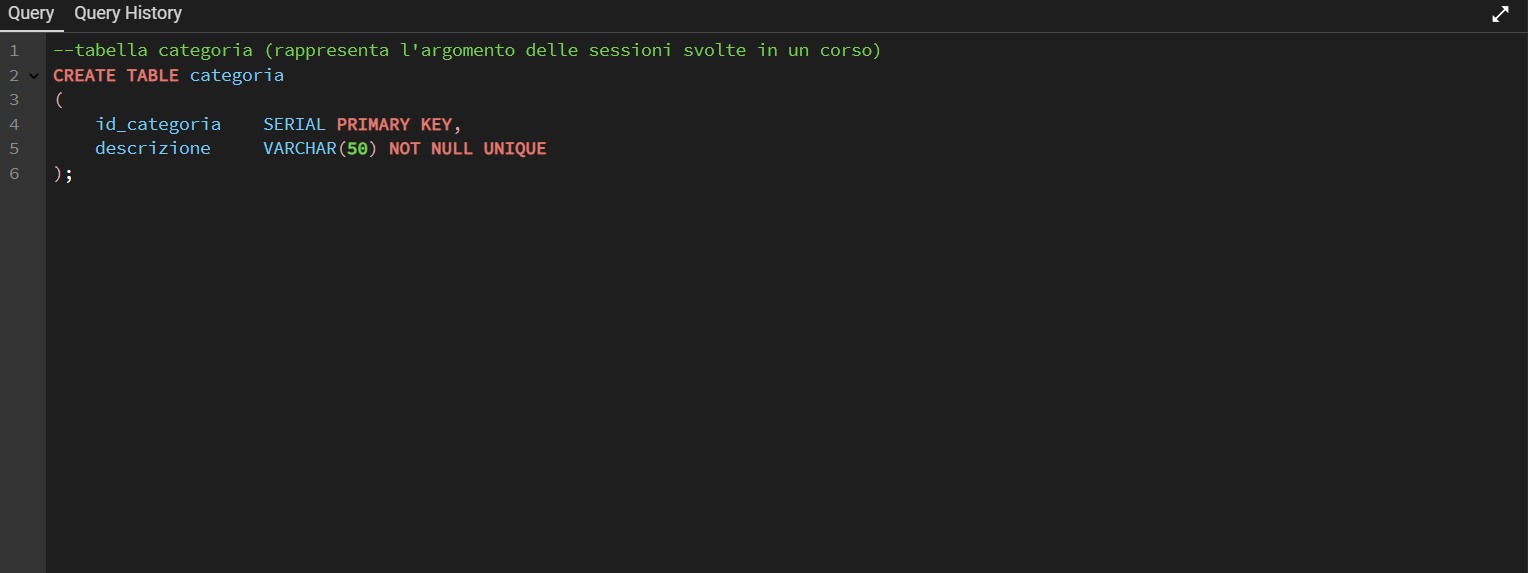 Query Query History
1 --tabella categoria (rappresenta l'argomento delle sessioni svolte in un corso)
2 CREATE TABLE categoria
3 (
4     id_categoria    SERIAL PRIMARY KEY,
5     descrizione     VARCHAR(50) NOT NULL UNIQUE
6 );